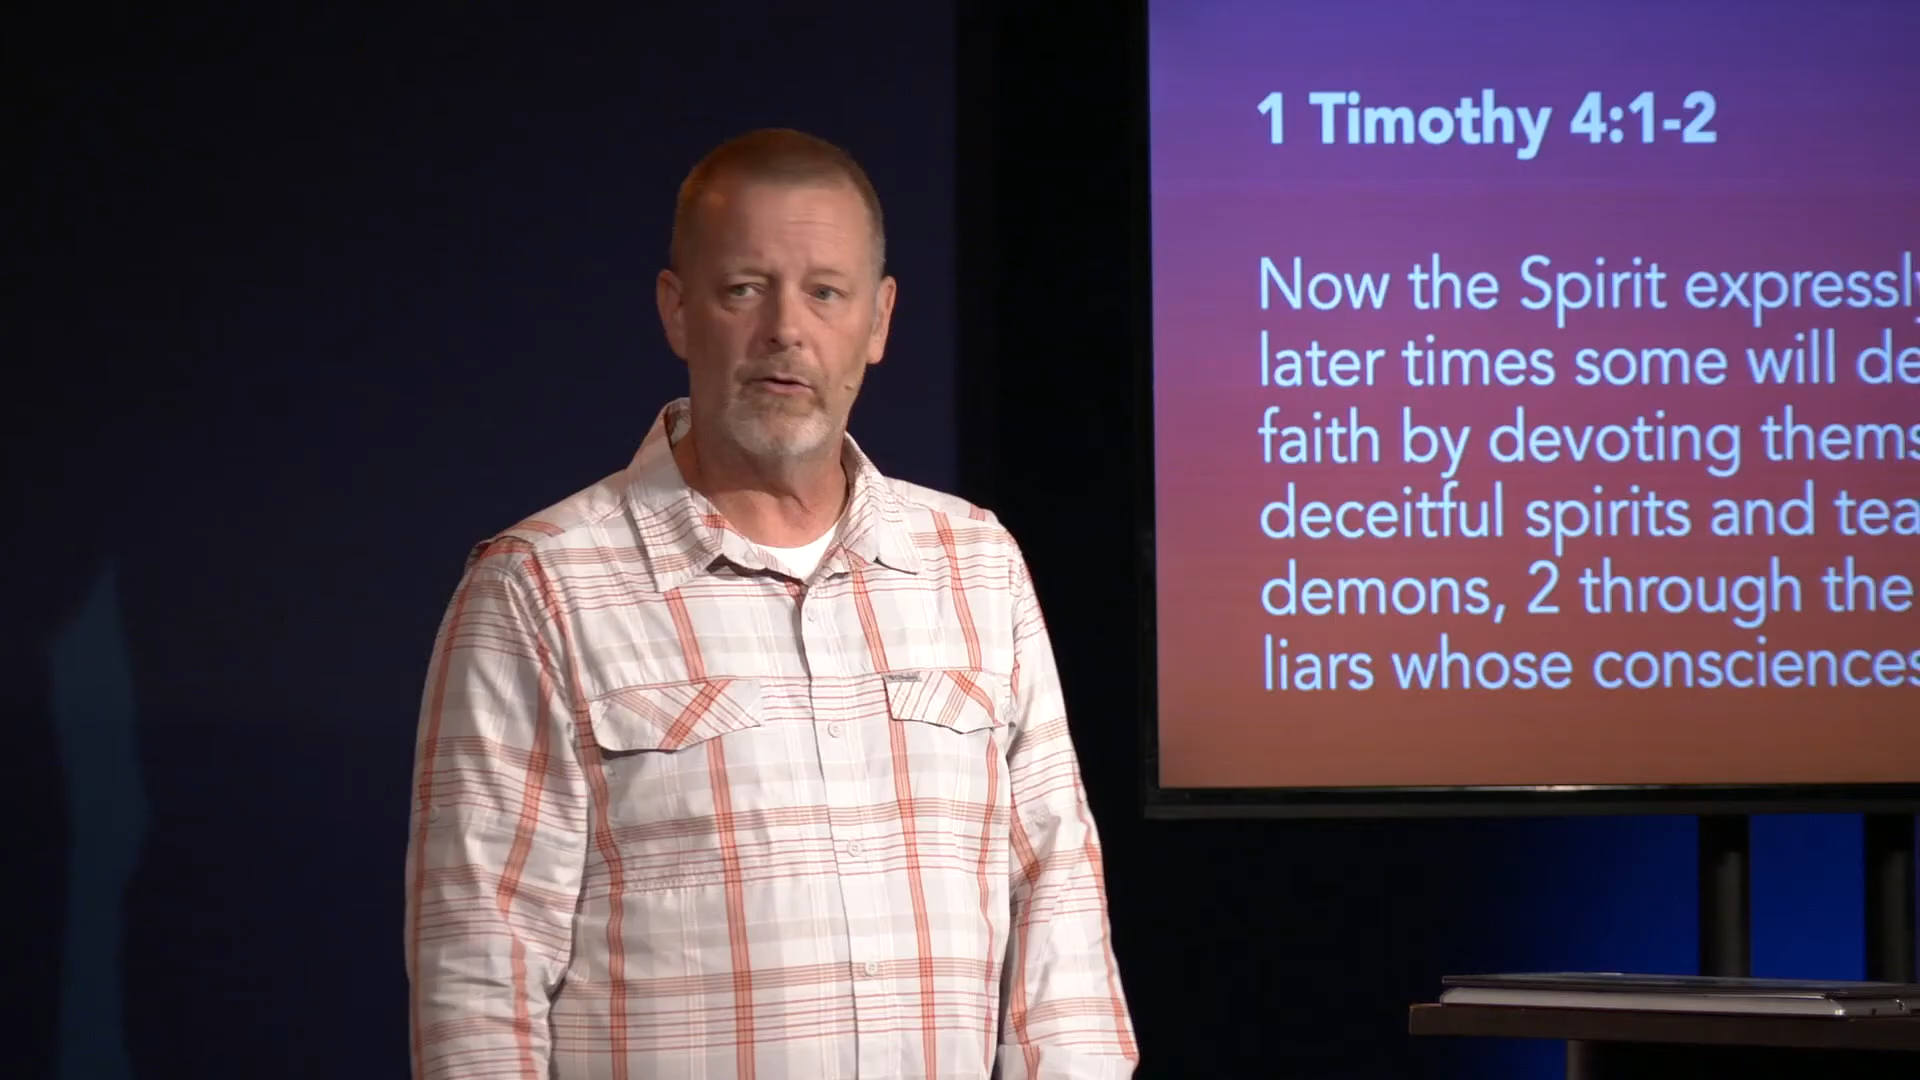 1 Timothy 4:1-2
Now the Spirit expressly
later times some will de
faith by devoting thems
deceitful spirits and tea
demons, 2 through the
liars whose consciences